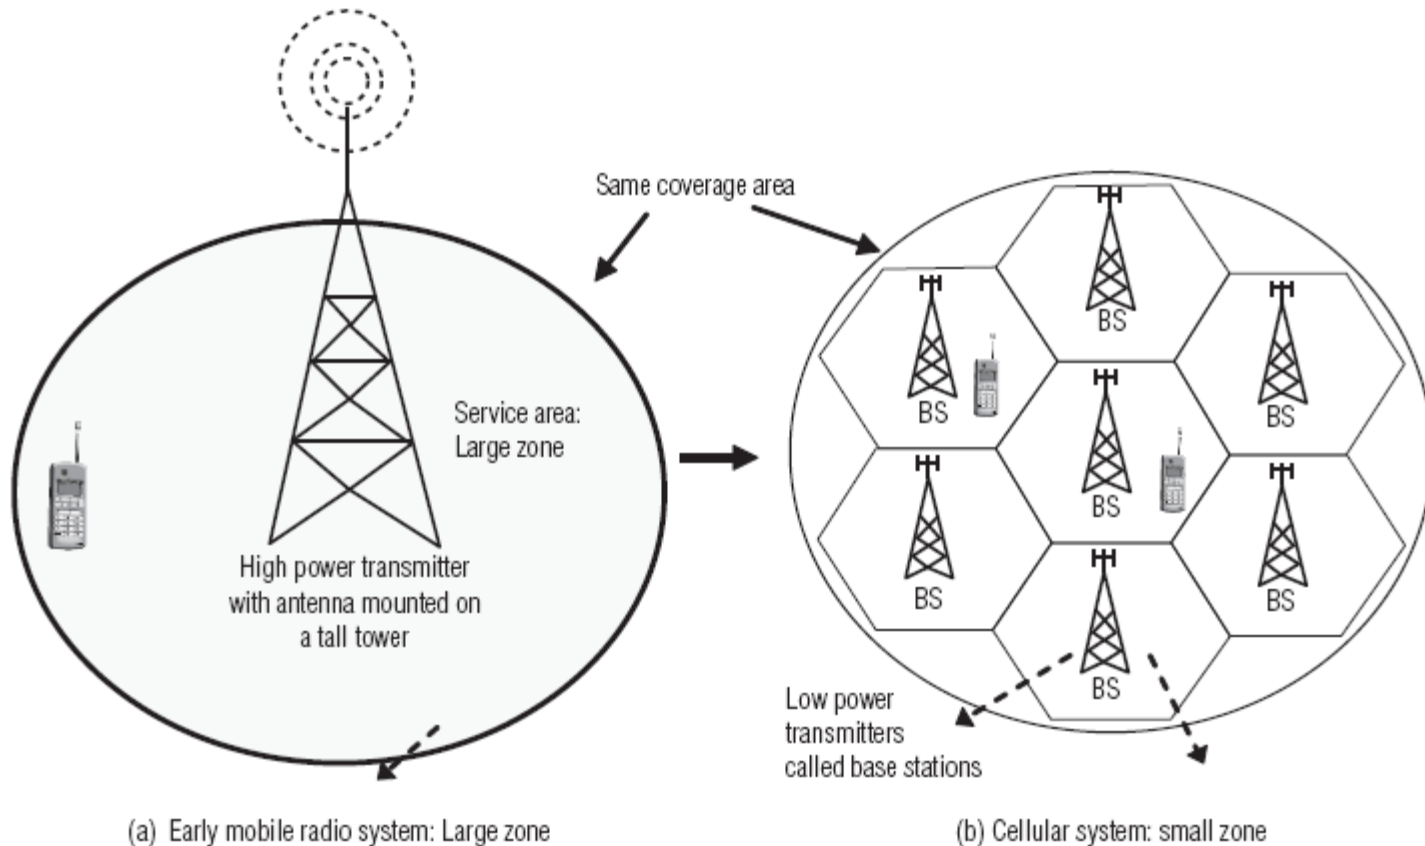 Same coverage area
Service area:
Large zone
High power transmitter
with antenna mounted on
a tall tower
BS
BS
BS
BS
BS
BS
BS
Low power
transmitters
called base stations
(a) Early mobile radio system: Large zone
(b) Cellular system: small zone